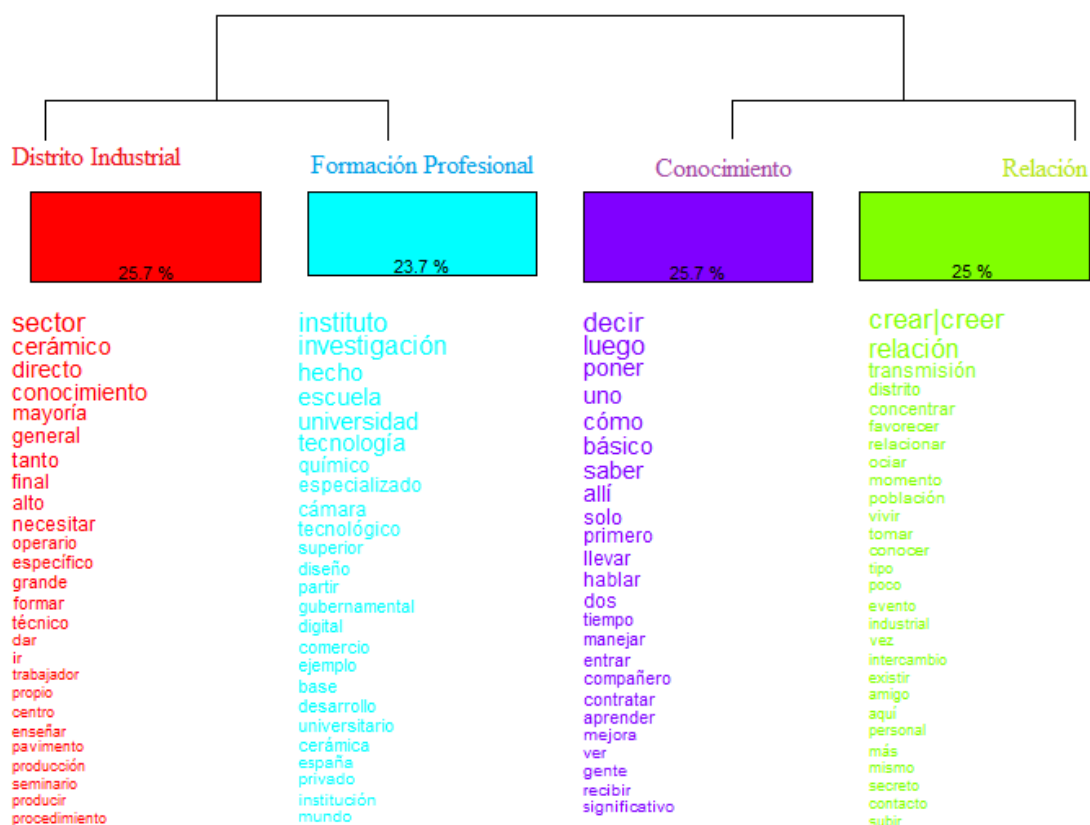 Distrito Industrial
Formación Profesional
Conocimiento
Relación
25.7 %
23.7 %
25.7 %
25 %
sector
cerámico
directo
conocimiento
mayoría
general
tanto
final
alto
necesitar
operario
específico
grande
formar
técnico
dar
ir
trabajador
propio
centro
enseñar
pavimento
producción
seminario
producir
procedimiento
instituto
investigación
hecho
escuela
universidad
tecnología
químico
especializado
cámara
tecnológico
superior
diseño
partir
gubernamental
digital
comercio
ejemplo
base
desarrollo
universitario
cerámica
españa
privado
institución
mundo
decir
luego
poner
uno
cómo
básico
saber
allí
solo
primero
llevar
hablar
dos
tiempo
manejar
entrar
compañero
contratar
aprender
mejora
ver
gente
recibir
significativo
crear|creer
relación
transmisión
distrito
concentrar
favorecer
relacionar
ociar
momento
población
vivir
tomar
conocer
tipo
poco
evento
industrial
vez
intercambio
existir
amigo
aquí
personal
más
mismo
secreto
contacto
subir